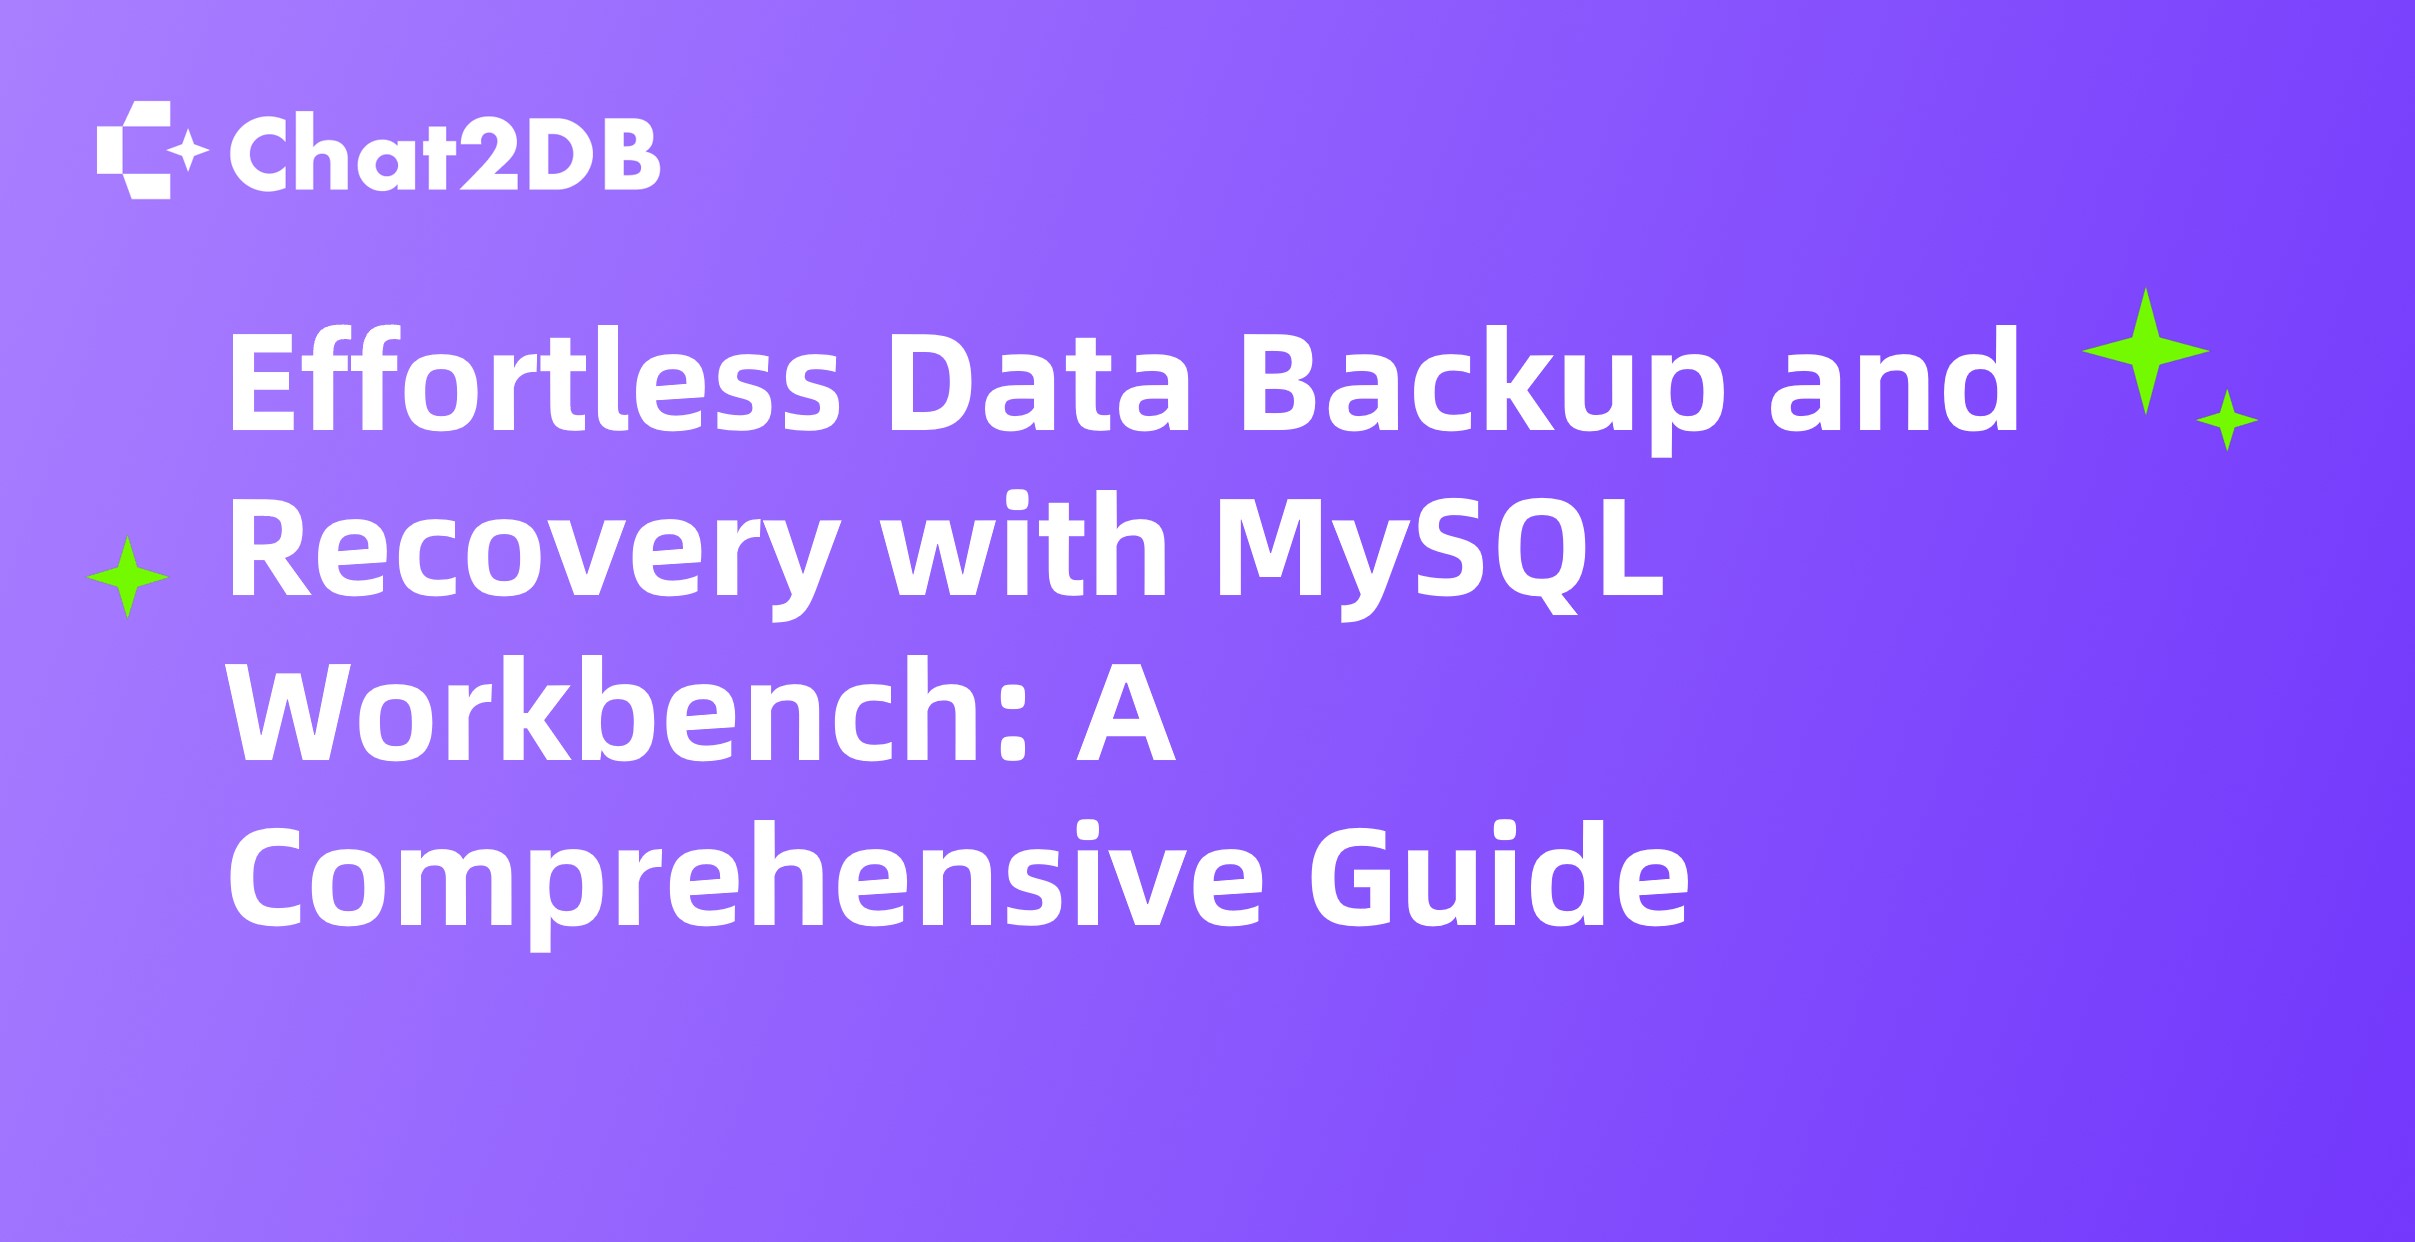 Chat2DB
Effortless Data Backup and
Recovery with MySQL
Workbench: A
Comprehensive Guide